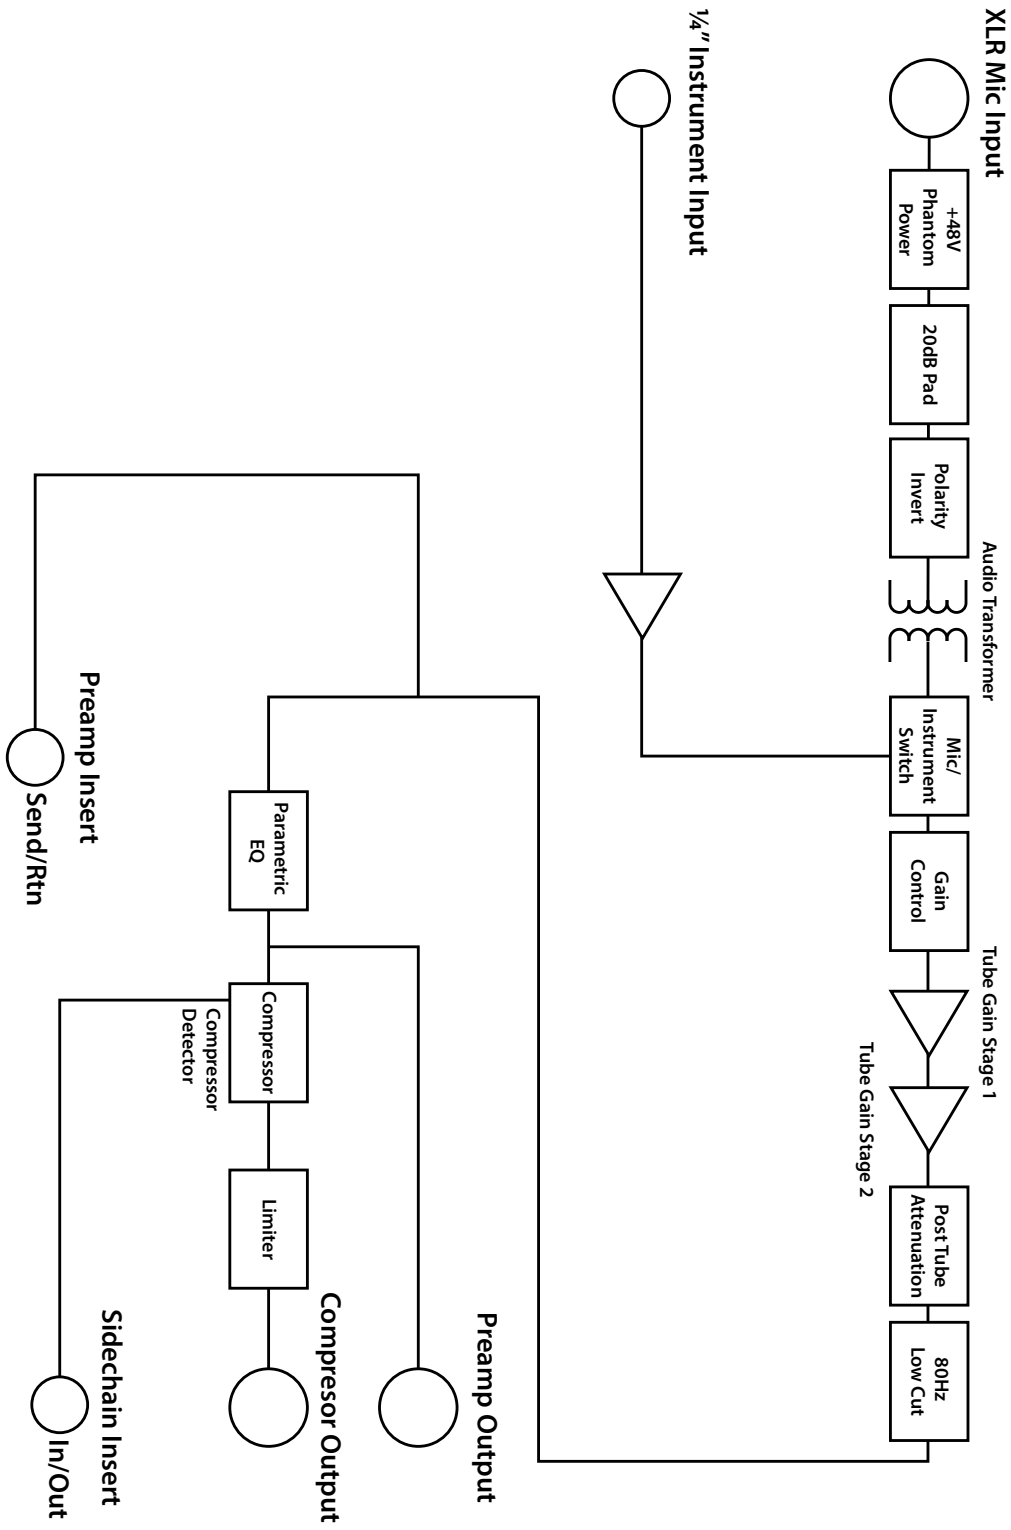 XLR Mic Input
+48V
Phantom
Power
20dB Pad
Polarity
Invert
Audio Transformer
Mic/
Instrument
Switch
Gain
Control
Tube Gain Stage 1
Tube Gain Stage 2
Post Tube
Attenuation
80Hz
Low Cut
¼” Instrument Input
Preamp Output
Parametric
EQ
Compressor
Compressor
Detector
Limiter
Compresor Output
Preamp Insert
Send/Rtn
Sidechain Insert
In/Out